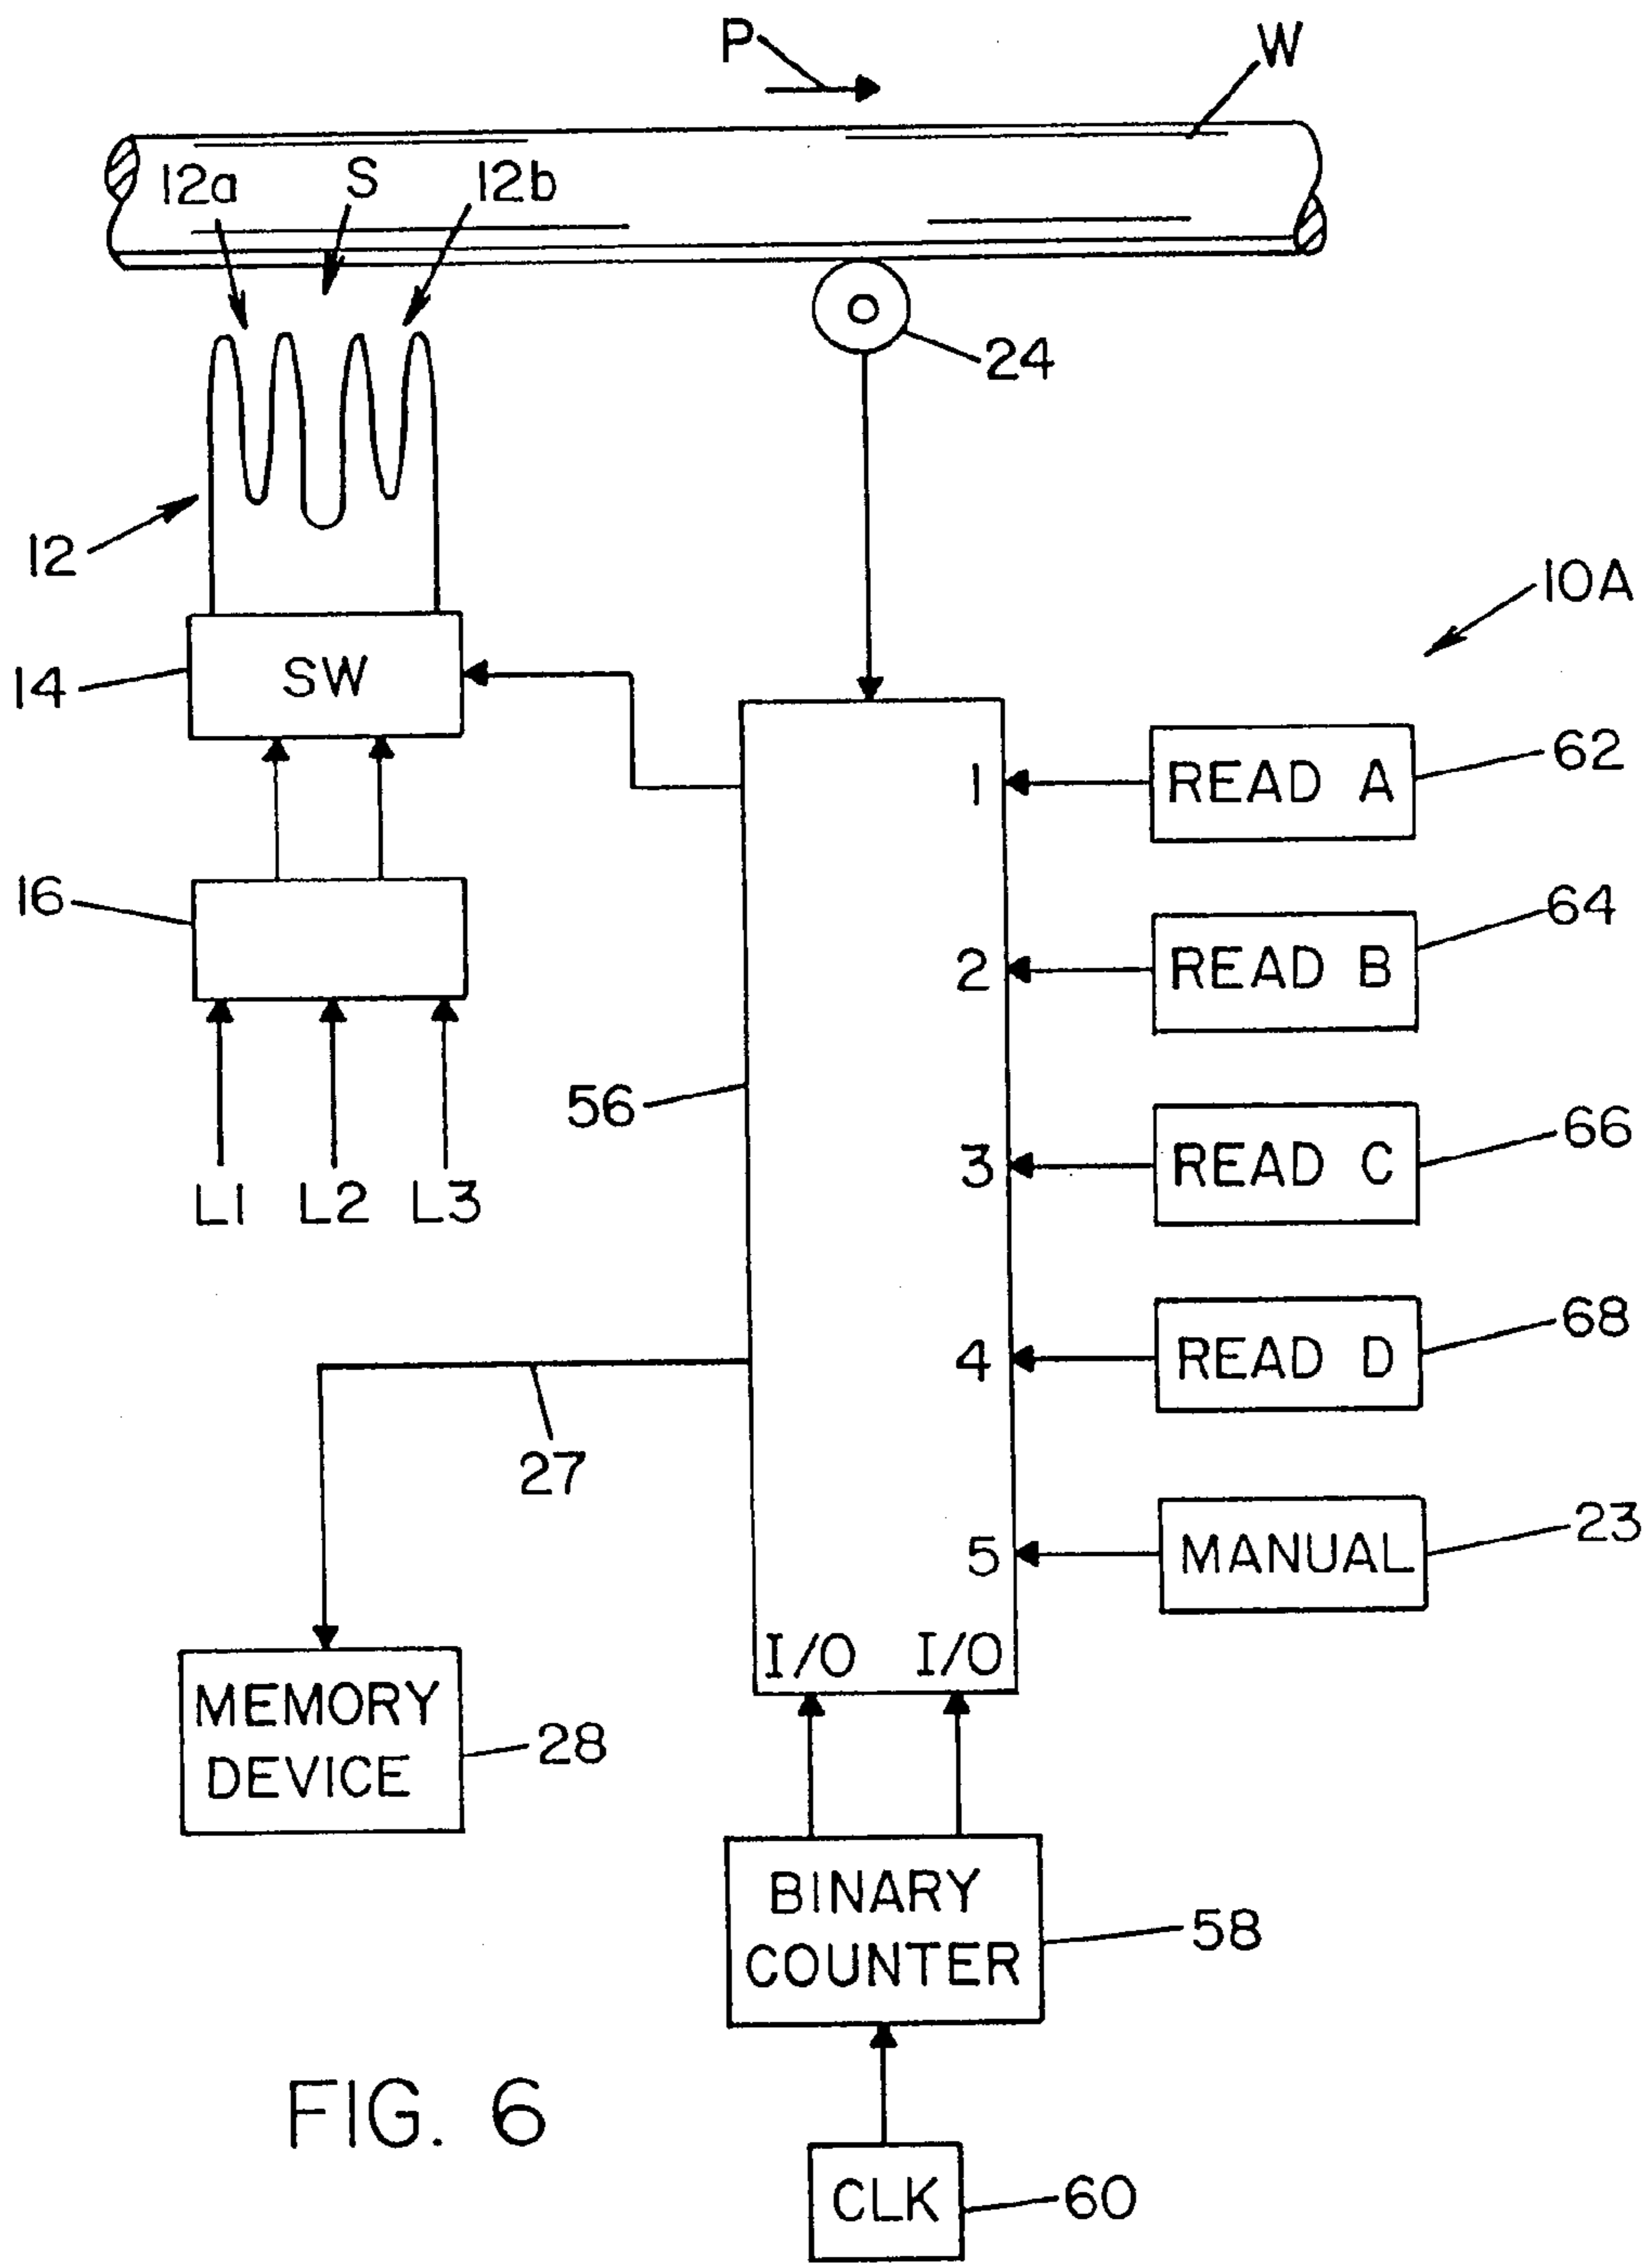 P
W
12a
S
12b
24
12
10A
14
SW
1
READ A
62
16
2
READ B
64
56
3
READ C
66
L1
L2
L3
4
READ D
68
27
5
MANUAL
23
I/O
I/O
MEMORY
DEVICE
28
BINARY
COUNTER
58
FIG. 6
CLK
60